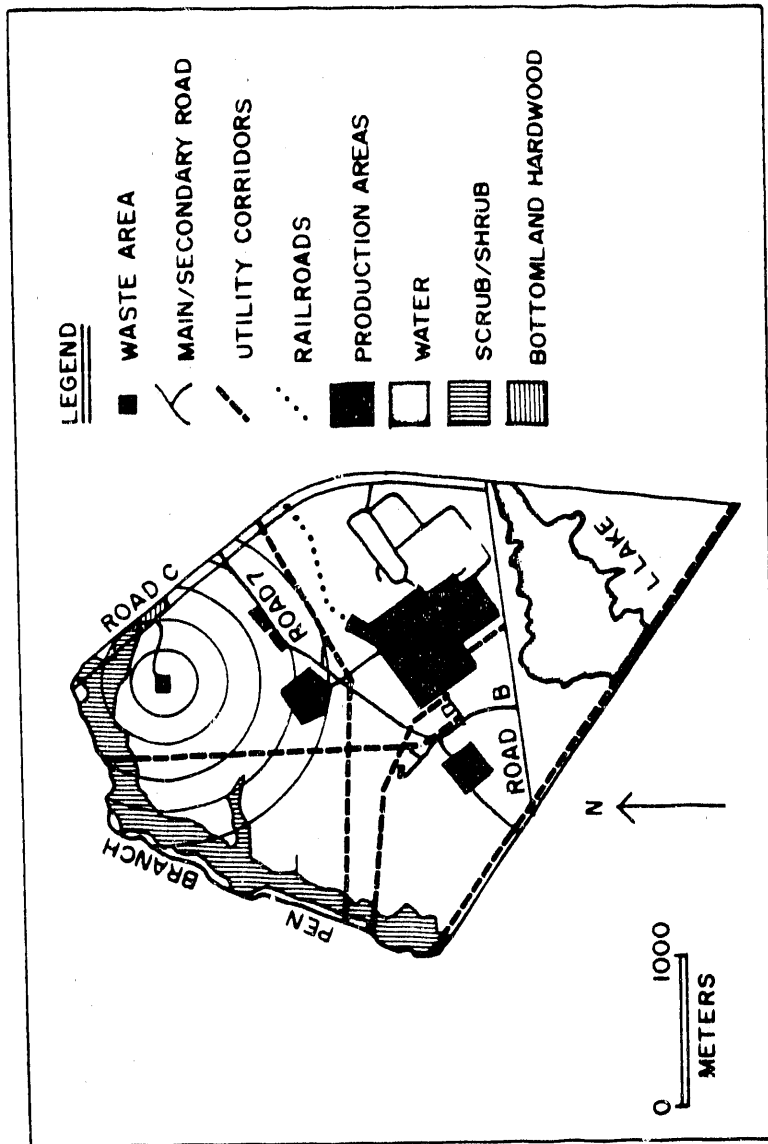 LEGEND
WASTE AREA
MAIN/SECONDARY ROAD
UTILITY CORRIDORS
RAILROADS
PRODUCTION AREAS
WATER
SCRUB/SHRUB
BOTTOMLAND HARDWOOD
ROAD C
ROAD 7
BRANCH
PEN
B
ROAD
L LAKE
N
0 1000
METERS